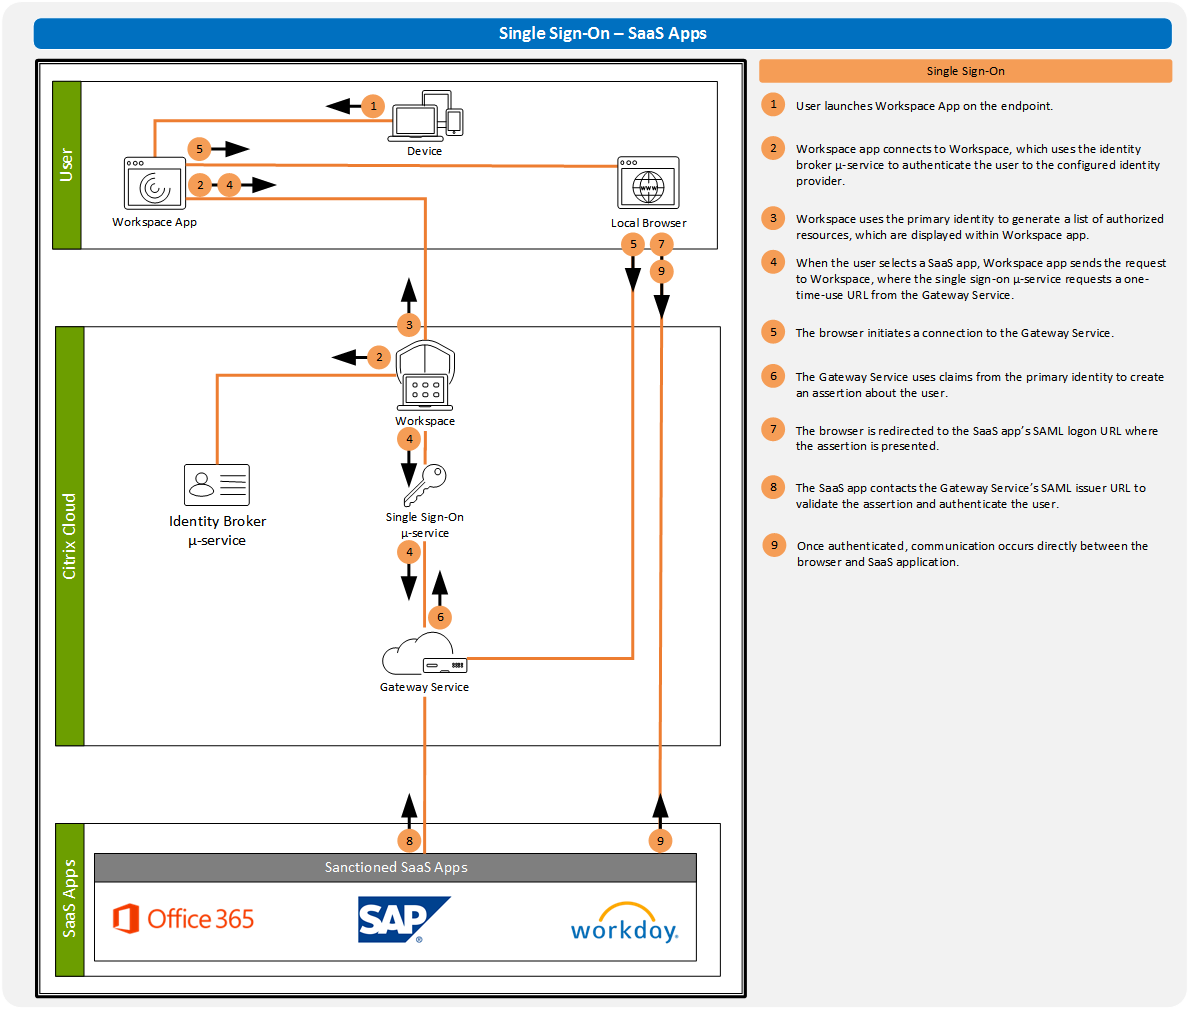 Single Sign-On – SaaS Apps
User
1
Device
5
2 4
Workspace App
WWW
Local Browser
5 7
9
Citrix Cloud
3
2
Workspace
4
Identity Broker
µ-service
Single Sign-On
µ-service
4
6
Gateway Service
SaaS Apps
8
9
Sanctioned SaaS Apps
Office 365
SAP®
workday.
Single Sign-On
1 User launches Workspace App on the endpoint.
2 Workspace app connects to Workspace, which uses the identity
broker µ-service to authenticate the user to the configured identity
provider.
3 Workspace uses the primary identity to generate a list of authorized
resources, which are displayed within Workspace app.
4 When the user selects a SaaS app, Workspace app sends the request
to Workspace, where the single sign-on µ-service requests a one-
time-use URL from the Gateway Service.
5 The browser initiates a connection to the Gateway Service.
6 The Gateway Service uses claims from the primary identity to create
an assertion about the user.
7 The browser is redirected to the SaaS app’s SAML logon URL where
the assertion is presented.
8 The SaaS app contacts the Gateway Service’s SAML issuer URL to
validate the assertion and authenticate the user.
9 Once authenticated, communication occurs directly between the
browser and SaaS application.